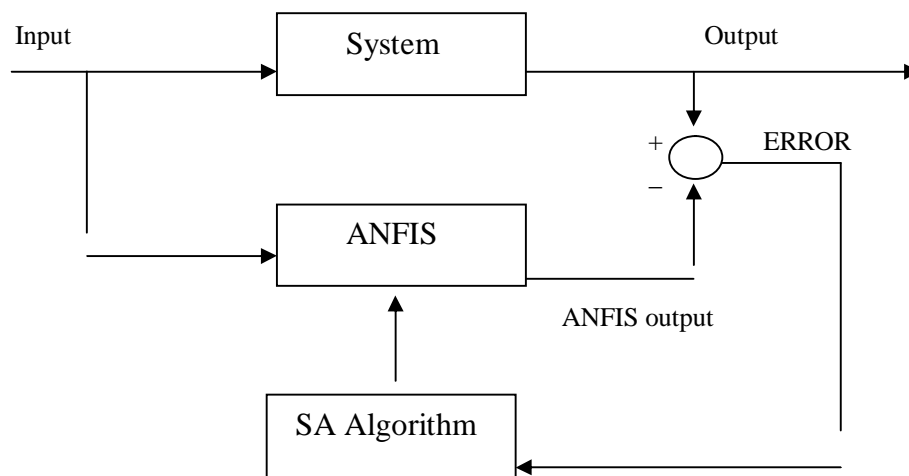 Input
System
Output
+
ERROR
−
ANFIS
ANFIS output
SA Algorithm